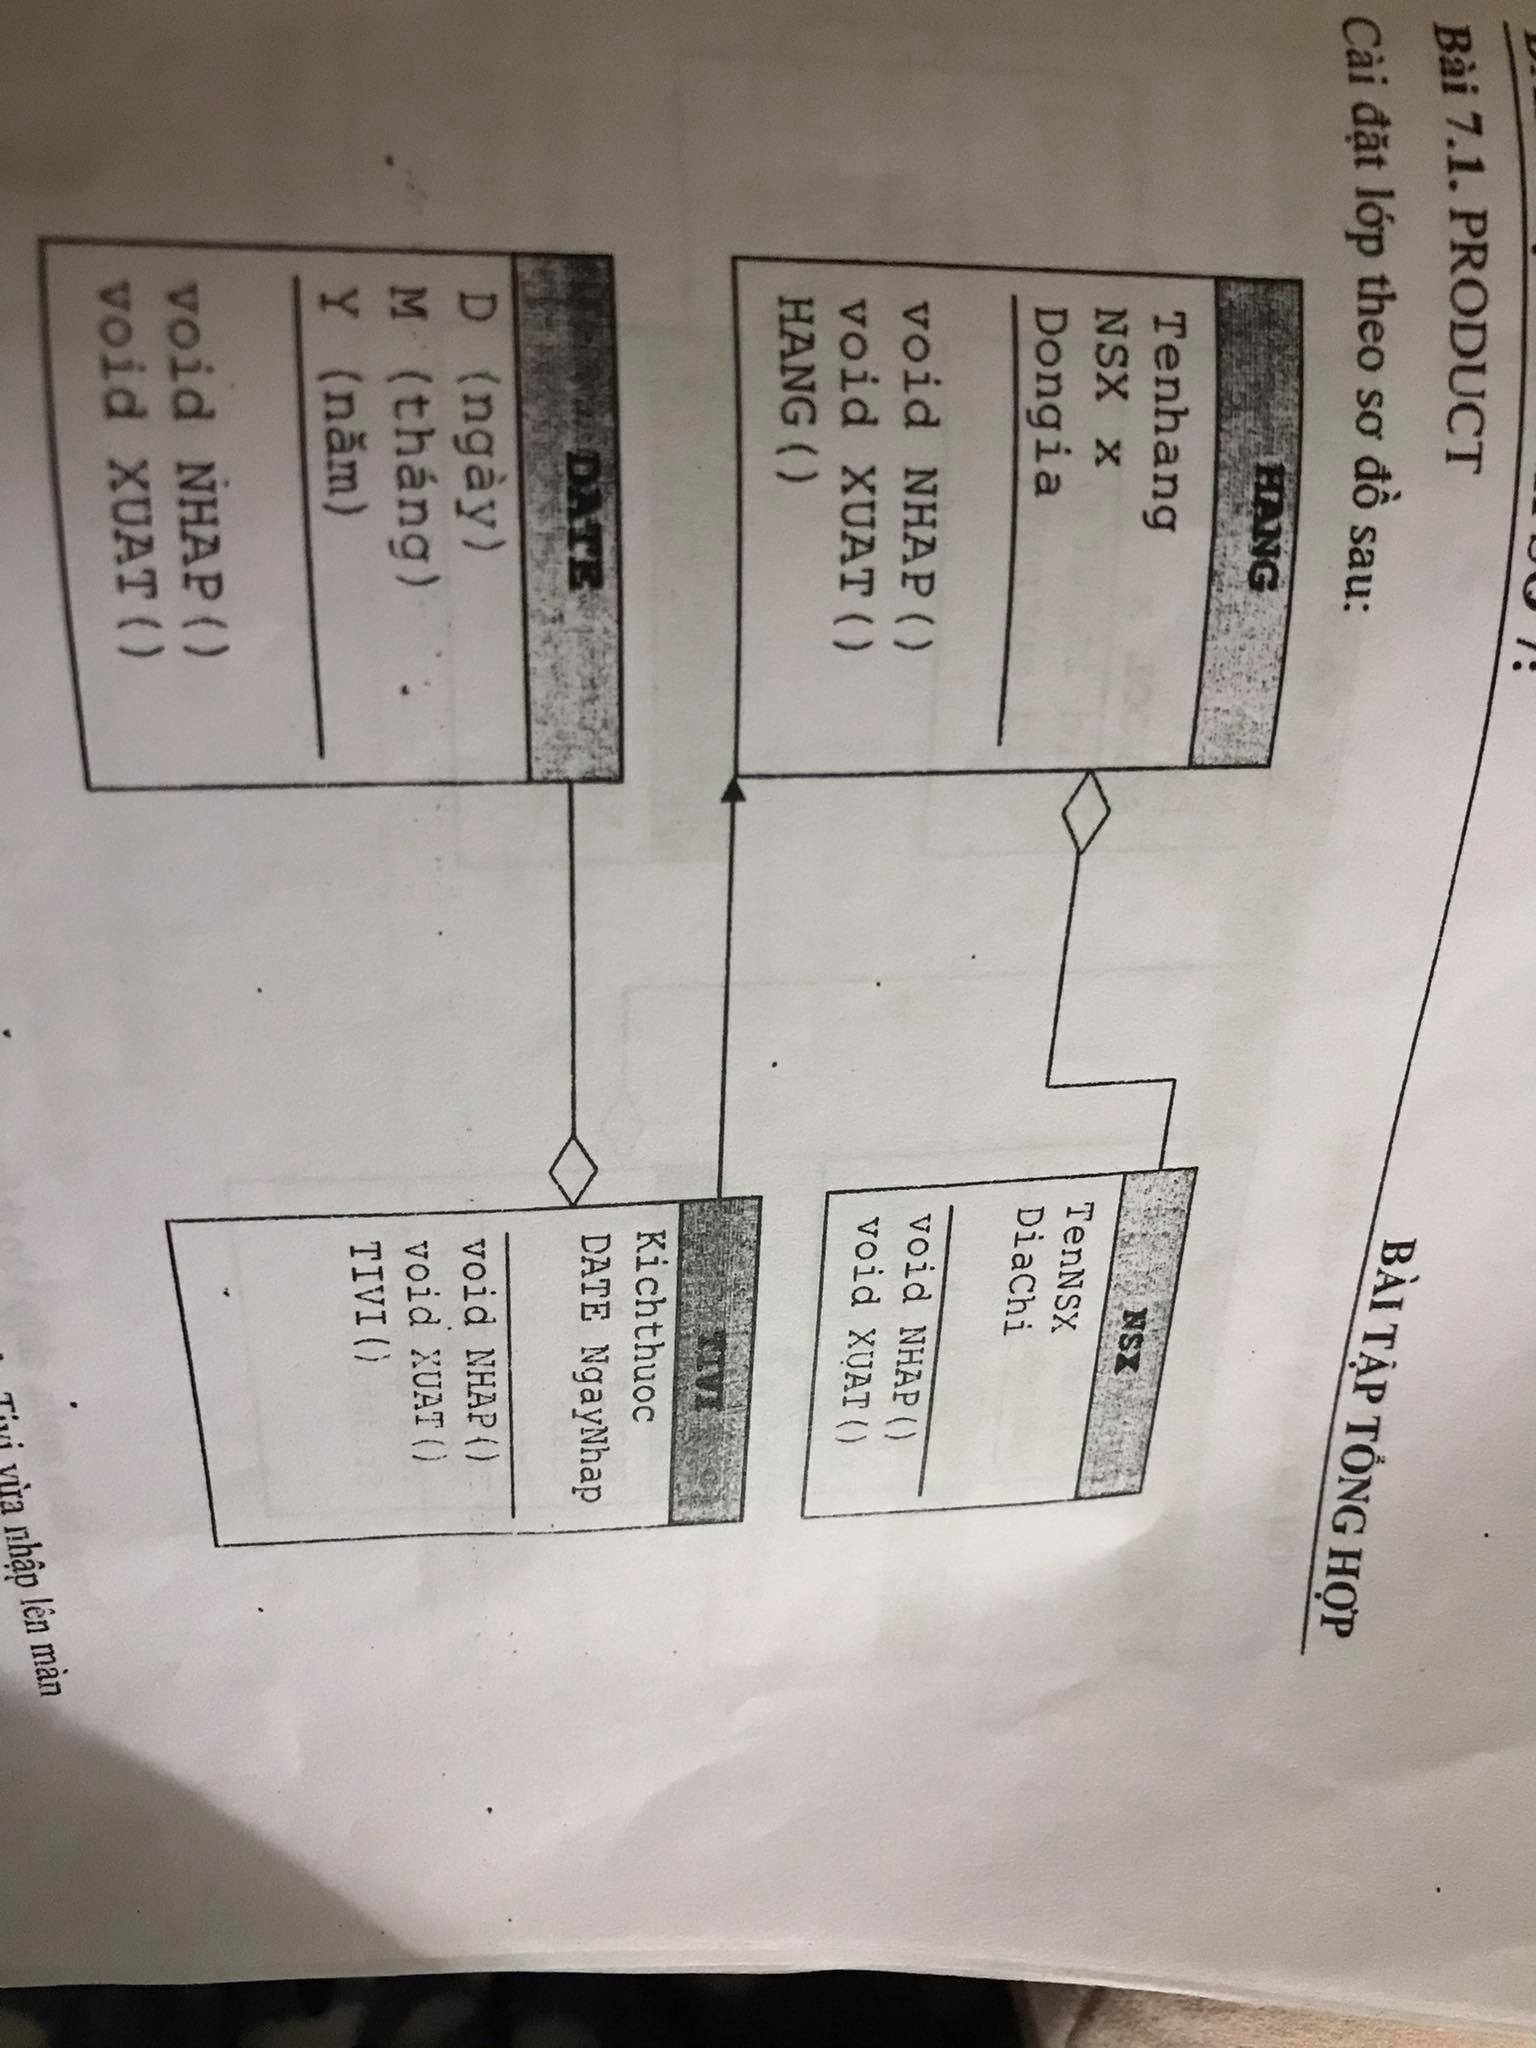 SỐ 7:
Bài 7.1. PRODUCT
BÀI TẬP TỔNG HỢP
Cài đặt lớp theo sơ đồ sau:
HANG
Tenhang
NSX x
Dongia
void NHAP()
void XUAT()
HANG()
NSX
TenNSX
DiaChi
void NHAP()
void XUAT()
TIVI
Kichthuoc
DATE NgayNhap
void NHAP()
void XUAT()
TIVI()
DATE
D (ngày)
M (tháng)
Y (năm)
void NHAP()
void XUAT()
Tivi vừa nhập lên màn